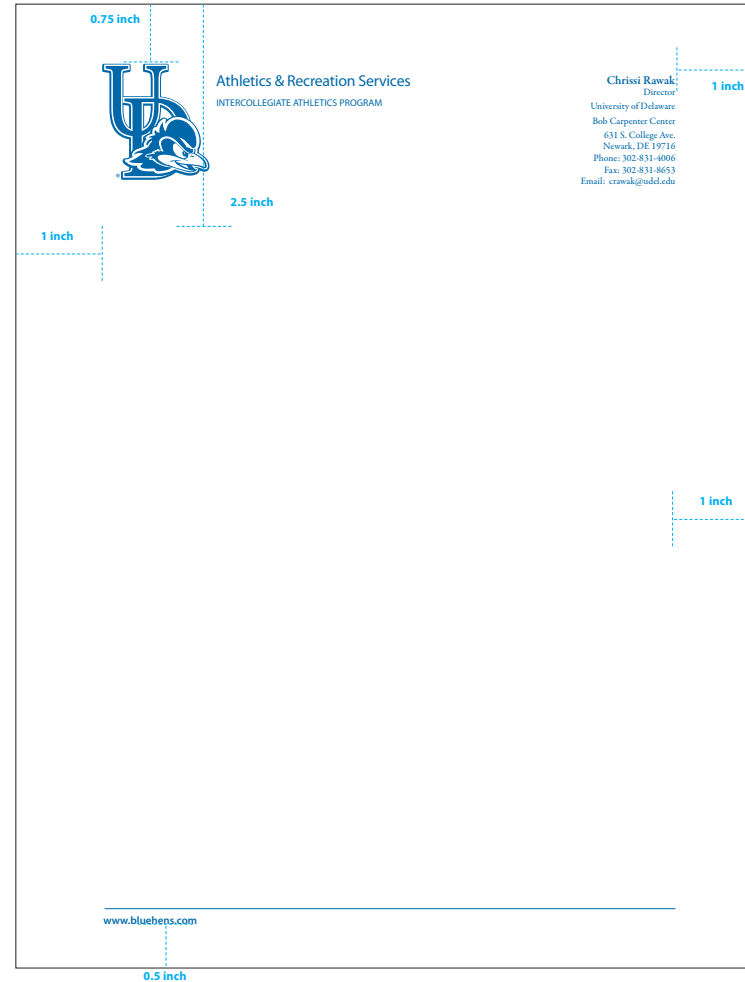 0.75 inch
UD
Athletics & Recreation Services
INTERCOLLEGIATE ATHLETICS PROGRAM
®
Chrissi Rawak
Director
University of Delaware
Bob Carpenter Center
631 S. College Ave.
Newark, DE 19716
Phone: 302-831-4006
Fax: 302-831-8653
Email: crawak@udel.edu
1 inch
2.5 inch
1 inch
1 inch
www.bluehens.com
0.5 inch